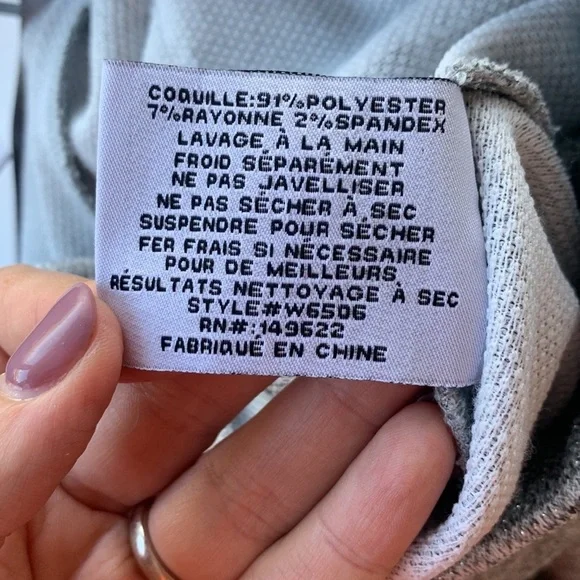 COQUILLE:91%POLYESTER
7%RAYONNE 2%SPANDEX
LAVAGE À LA MAIN
FROID SÉPARÉMENT
NE PAS JAVELLISER
NE PAS SÉCHER À SEC
SUSPENDRE POUR SÉCHER
FER FRAIS SI NÉCESSAIRE
POUR DE MEILLEURS
RÉSULTATS NETTOYAGE À SEC
STYLE#W6506
RN#:149622
FABRIQUÉ EN CHINE